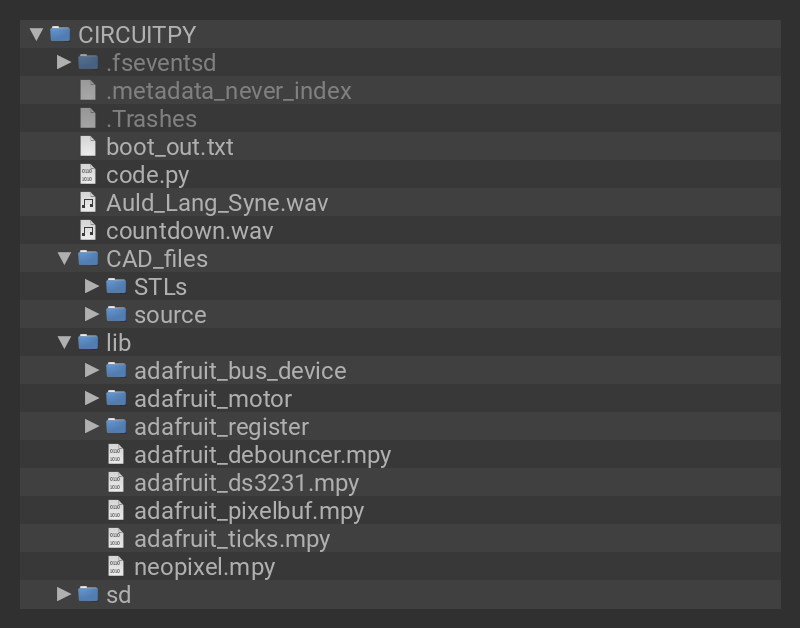 CIRCUITPY
.fseventsd
.metadata_never_index
.Trashes
boot_out.txt
code.py
Auld_Lang_Syne.wav
countdown.wav
CAD_files
STLs
source
lib
adafruit_bus_device
adafruit_motor
adafruit_register
adafruit_debouncer.mpy
adafruit_ds3231.mpy
adafruit_pixelbuf.mpy
adafruit_ticks.mpy
neopixel.mpy
sd